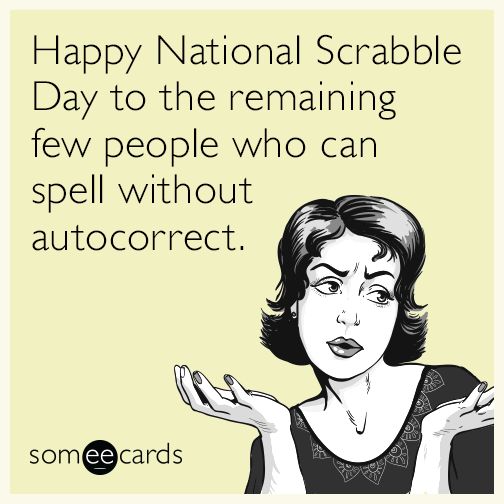 Happy National Scrabble
Day to the remaining
few people who can
spell without
autocorrect.
someecards